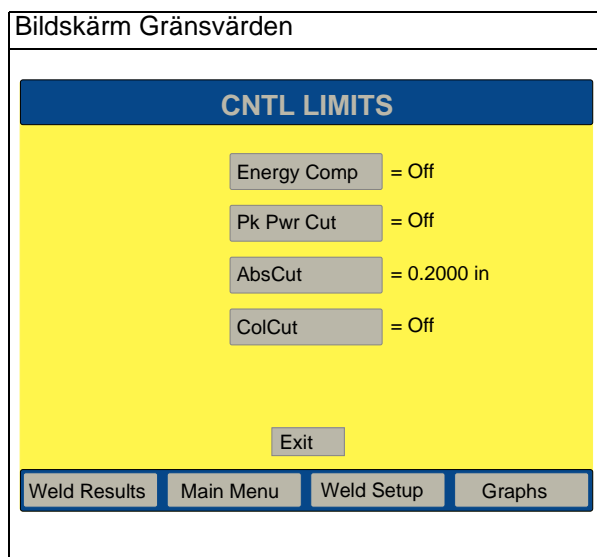 Bildskärm Gränsvärden
CNTL LIMITS
Energy Comp = Off
Pk Pwr Cut = Off
AbsCut = 0.2000 in
ColCut = Off
Exit
Weld Results Main Menu Weld Setup Graphs